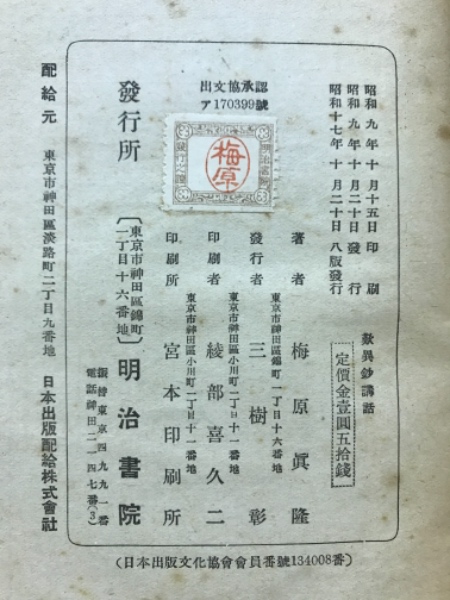 昭和九年十月十五日印刷
昭和九年十月二十日發行
昭和十七年十月二十日八版發行
歎異鈔講話
定價金壹圓五拾錢
出文協承認
ア170399號
梅原
著者 梅原眞隆
東京市神田區錦町一丁目十六番地
發行者 三樹彰
東京市神田區小川町一丁目十一番地
印刷者 綾部喜久二
東京市神田區小川町一丁目十一番地
印刷所 宮本印刷所
發行所
東京市神田區錦町
一丁目十六番地
明治書院
振替東京四九九一番
電話神田二一四七番(3)
配給元 東京市神田區淡路町二丁目九番地 日本出版配給株式會社
(日本出版文化協會會員番號134008番)